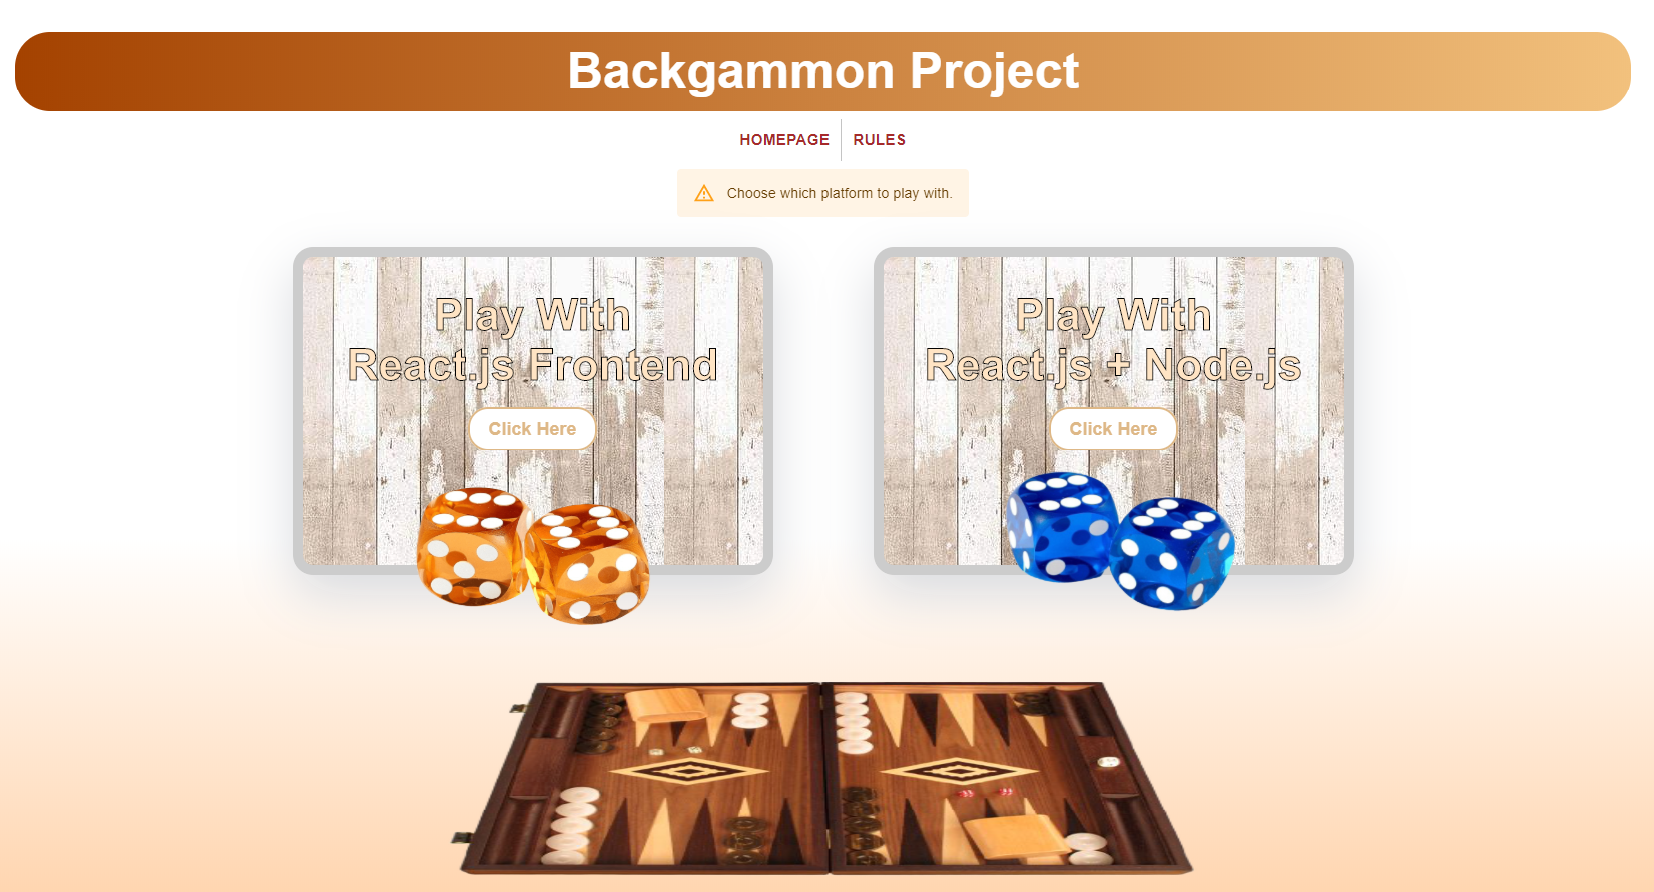 Backgammon Project
HOMEPAGE
RULES
Choose which platform to play with.
Play With
React.js Frontend
Click Here
Play With
React.js + Node.js
Click Here